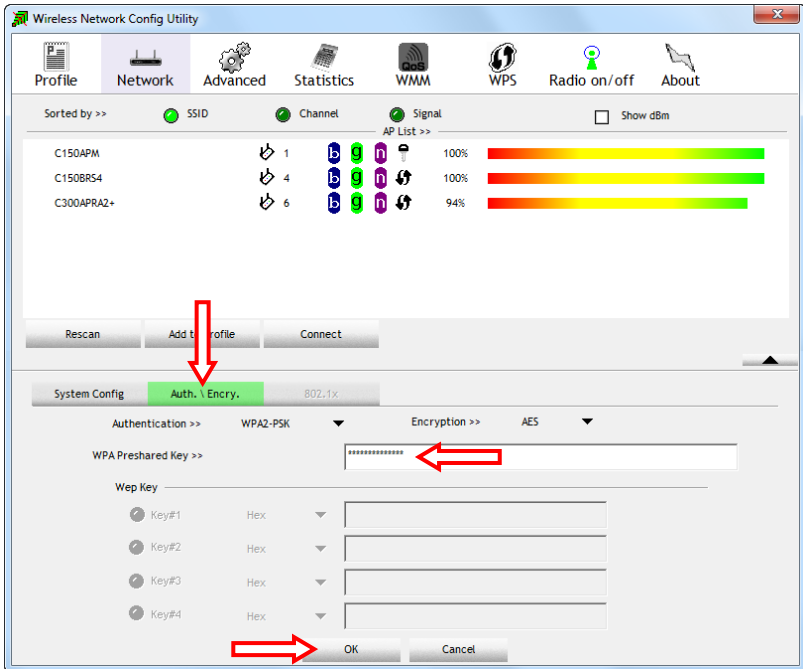 Wireless Network Config Utility
Profile Network Advanced Statistics QoS WMM WPS Radio on/off About
Sorted by >> SSID Channel Signal Show dBm
AP List >>
C150APM 1 b g n 100%
C150BRS4 4 b g n 100%
C300APRA2+ 6 b g n 94%
Rescan Add to Profile Connect
System Config Auth. \ Encry. 802.1x
Authentication >> WPA2-PSK Encryption >> AES
WPA Preshared Key >> **************
Wep Key
Key#1 Hex
Key#2 Hex
Key#3 Hex
Key#4 Hex
OK Cancel